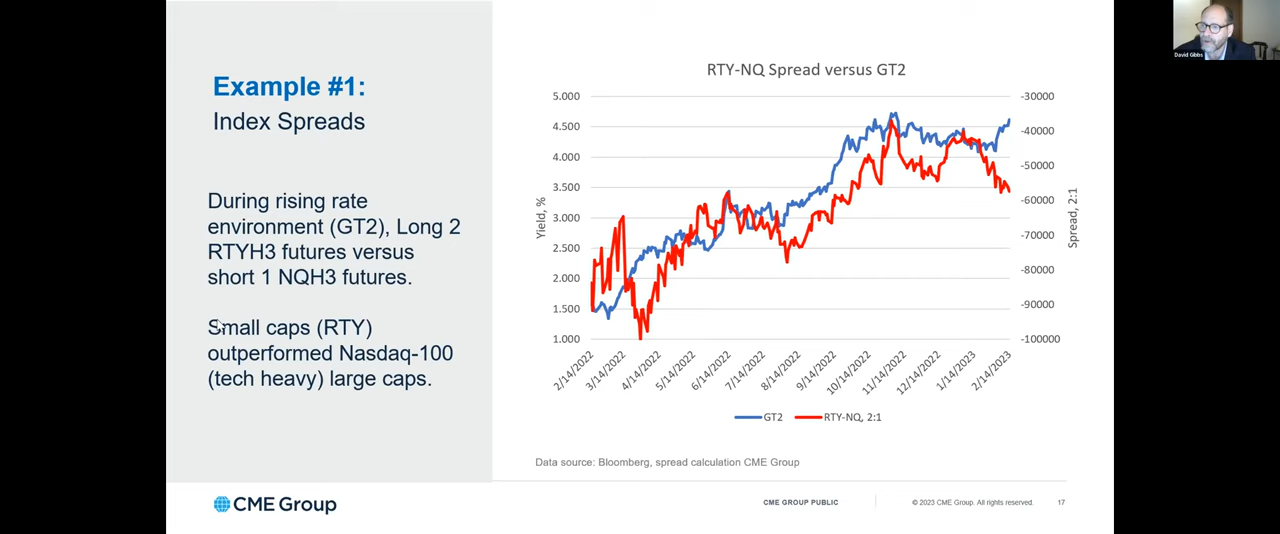 David Gibbs
Example #1:
Index Spreads
During rising rate
environment (GT2), Long 2
RTYH3 futures versus
short 1 NQH3 futures.
Small caps (RTY)
outperformed Nasdaq-100
(tech heavy) large caps.
RTY-NQ Spread versus GT2
5.000
4.500
4.000
3.500
3.000
2.500
2.000
1.500
1.000
Yield, %
-30000
-40000
-50000
-60000
-70000
-80000
-90000
-100000
Spread, 2:1
2/14/2022
3/14/2022
4/14/2022
5/14/2022
6/14/2022
7/14/2022
8/14/2022
9/14/2022
10/14/2022
11/14/2022
12/14/2022
1/14/2023
2/14/2023
GT2
RTY-NQ, 2:1
Data source: Bloomberg, spread calculation CME Group
CME Group
CME GROUP PUBLIC
© 2023 CME Group. All rights reserved.
17